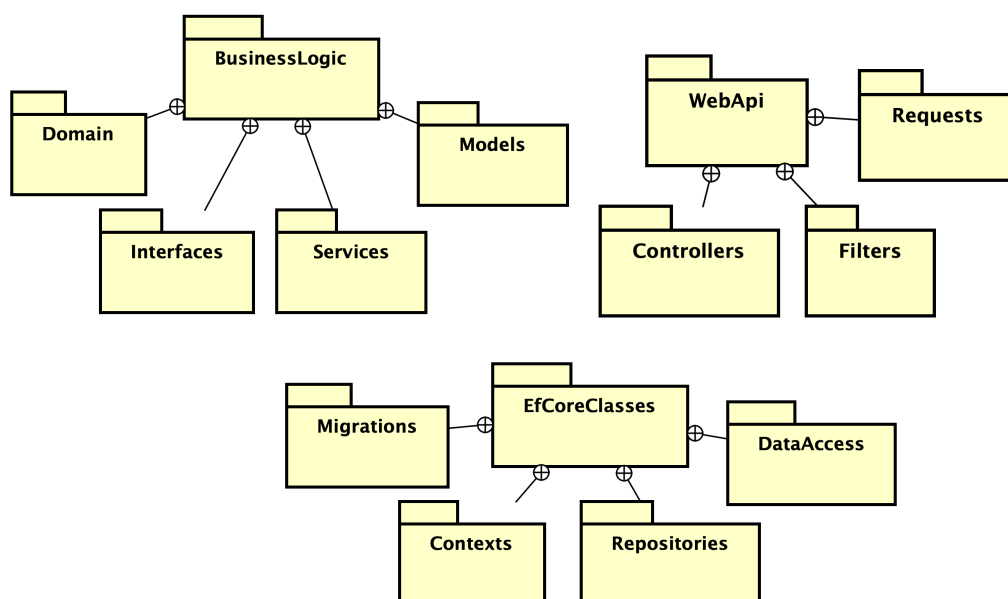 BusinessLogic
Domain
Models
Interfaces
Services
WebApi
Requests
Controllers
Filters
EfCoreClasses
Migrations
DataAccess
Contexts
Repositories